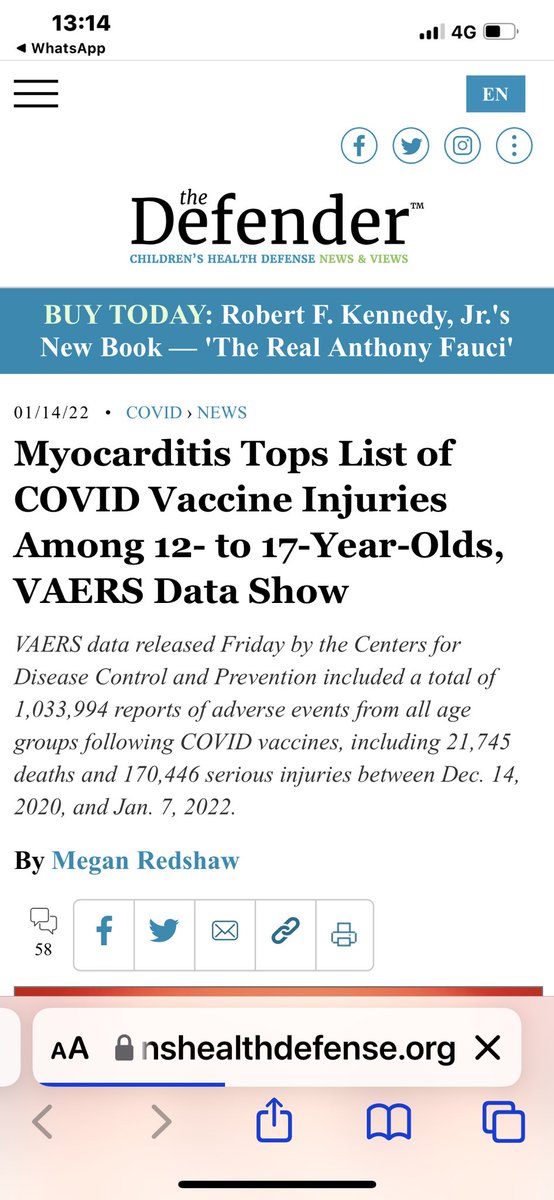 13:14
4G
◀ WhatsApp
EN
the
Defender™
CHILDREN'S HEALTH DEFENSE NEWS & VIEWS
BUY TODAY: Robert F. Kennedy, Jr.'s
New Book — 'The Real Anthony Fauci'
01/14/22 • COVID › NEWS
Myocarditis Tops List of
COVID Vaccine Injuries
Among 12- to 17-Year-Olds,
VAERS Data Show
VAERS data released Friday by the Centers for
Disease Control and Prevention included a total of
1,033,994 reports of adverse events from all age
groups following COVID vaccines, including 21,745
deaths and 170,446 serious injuries between Dec. 14,
2020, and Jan. 7, 2022.
By Megan Redshaw
58
AA nshealthdefense.org